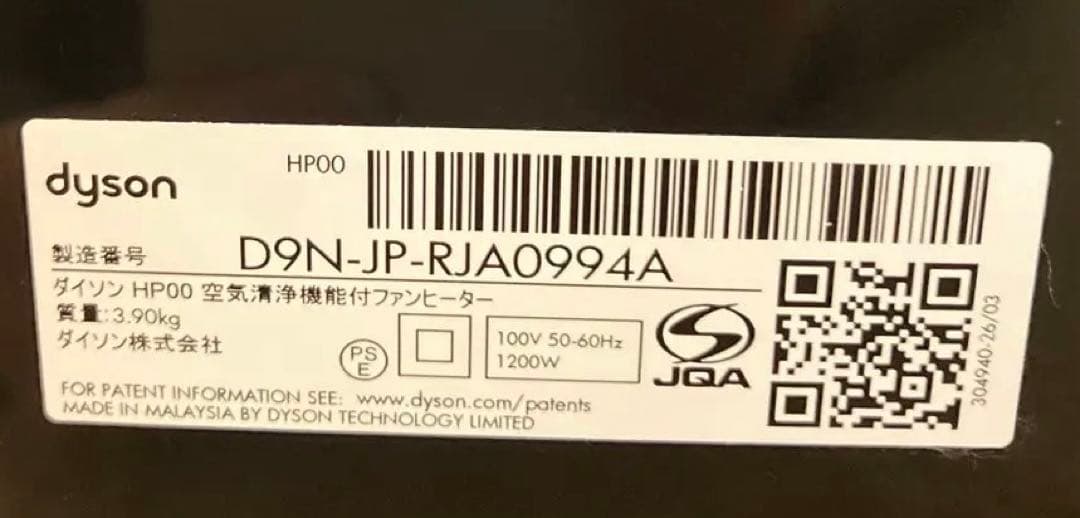 dyson
HP00
製造番号 D9N-JP-RJA0994A
ダイソン HP00 空気清浄機能付ファンヒーター
質量:3.90kg
ダイソン株式会社
PS
E
100V 50-60Hz
1200W
JQA
304940-26/03
FOR PATENT INFORMATION SEE: www.dyson.com/patents
MADE IN MALAYSIA BY DYSON TECHNOLOGY LIMITED